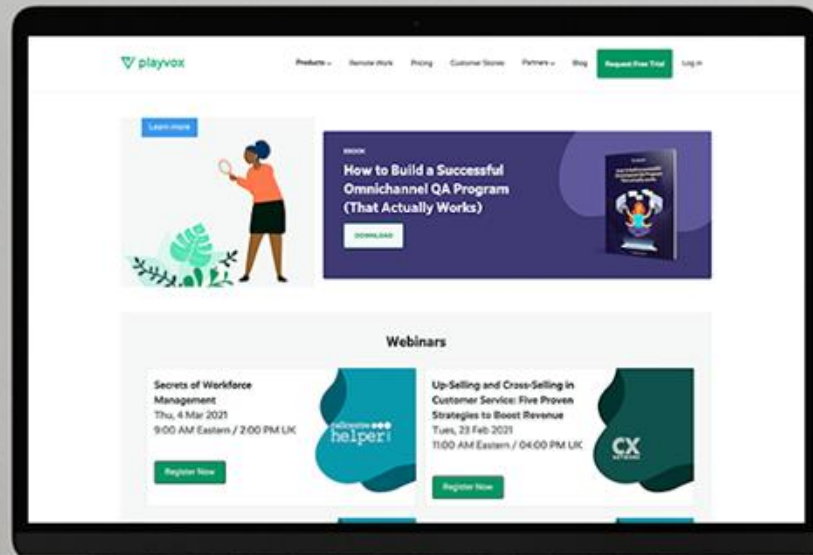 playvox
Products Remote Work Pricing Customer Stories Partners Blog Request Free Trial Log in
Learn more
EBOOK
How to Build a Successful
Omnichannel QA Program
(That Actually Works)
DOWNLOAD
Webinars
Secrets of Workforce
Management
Thu, 4 Mar 2021
9:00 AM Eastern / 2:00 PM UK
callcentre
helper
Register Now
Up-Selling and Cross-Selling in
Customer Service: Five Proven
Strategies to Boost Revenue
Tues, 23 Feb 2021
11:00 AM Eastern / 04:00 PM UK
CX
NETWORK
Register Now